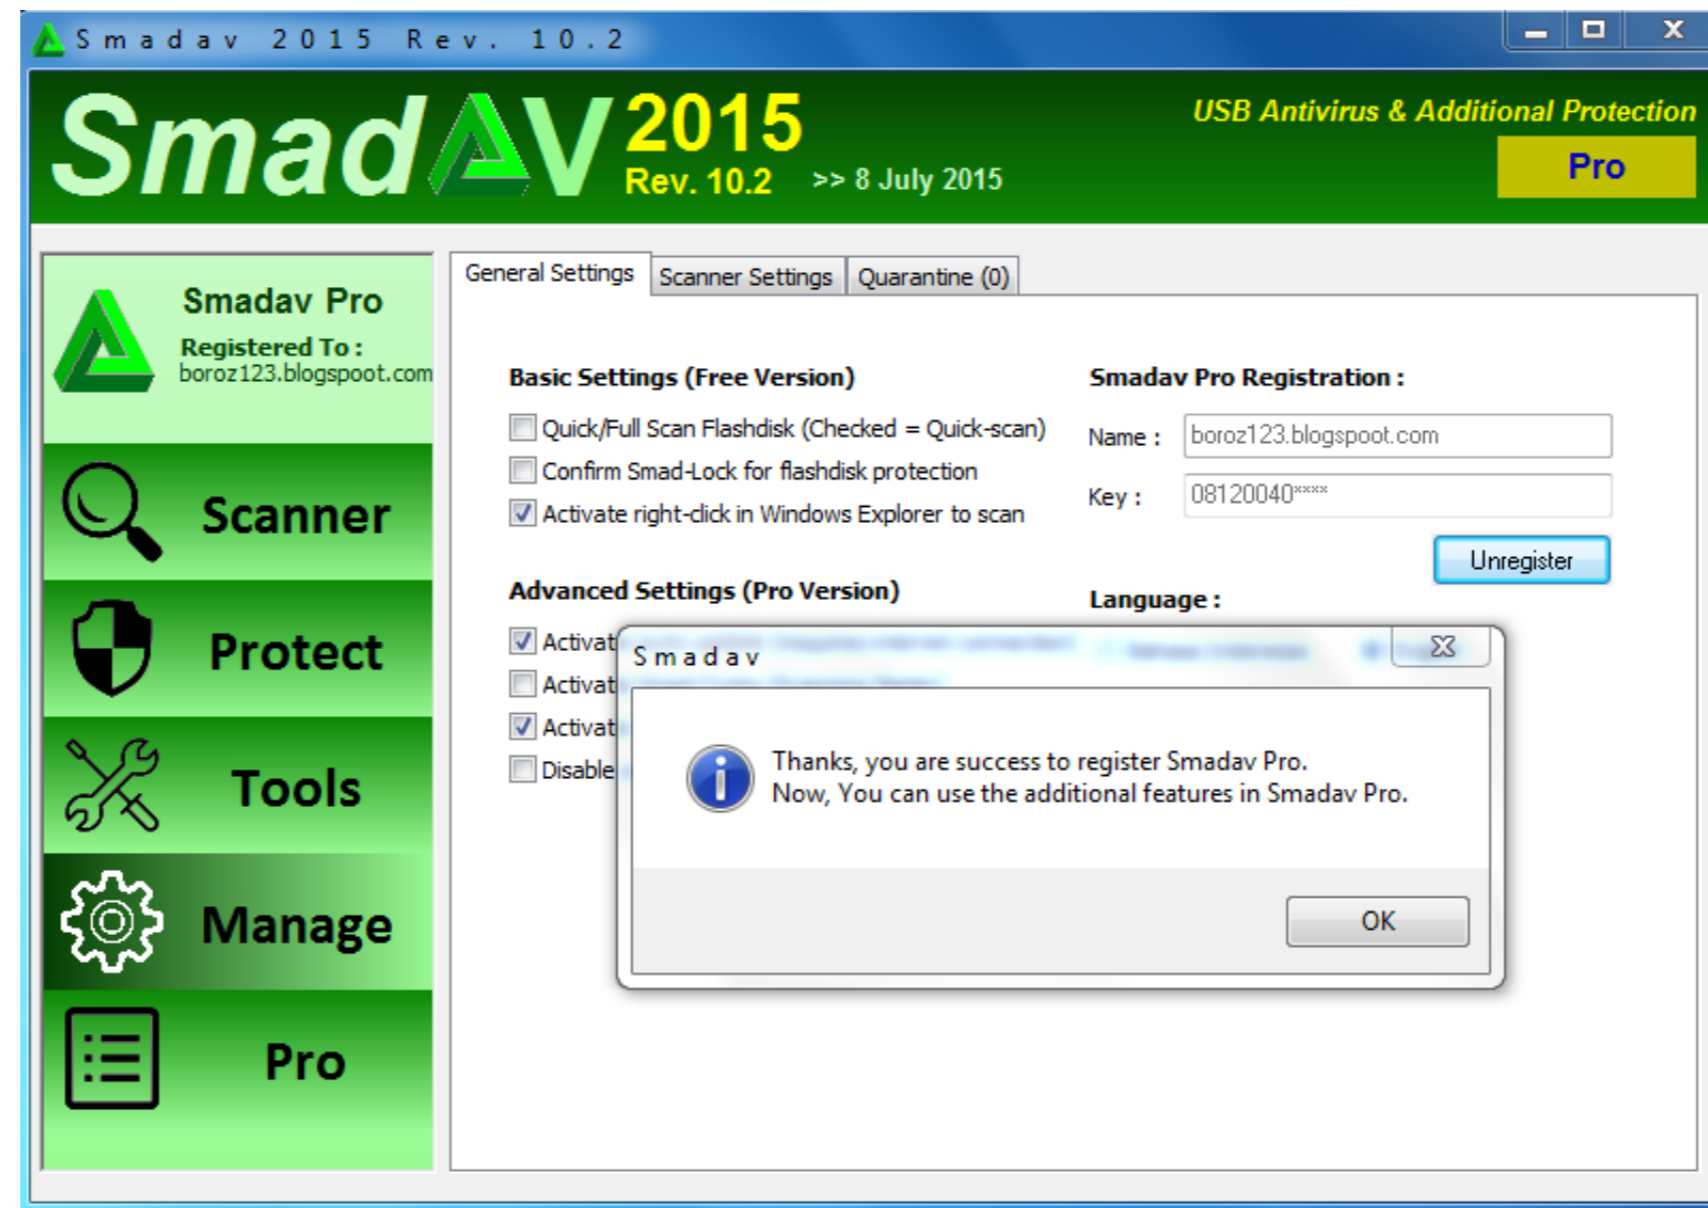 Smadav 2015 Rev. 10.2
SmadAV 2015
Rev. 10.2 >> 8 July 2015
USB Antivirus & Additional Protection
Pro
Smadav Pro
Registered To :
boroz123.blogspoot.com
Scanner
Protect
Tools
Manage
Pro
General Settings Scanner Settings Quarantine (0)
Basic Settings (Free Version)
Quick/Full Scan Flashdisk (Checked = Quick-scan)
Confirm Smad-Lock for flashdisk protection
Activate right-click in Windows Explorer to scan
Advanced Settings (Pro Version)
Activat
Activat
Activat
Disable
Smadav Pro Registration :
Name : boroz123.blogspoot.com
Key : 08120040****
Unregister
Language :
Smadav
Thanks, you are success to register Smadav Pro.
Now, You can use the additional features in Smadav Pro.
OK